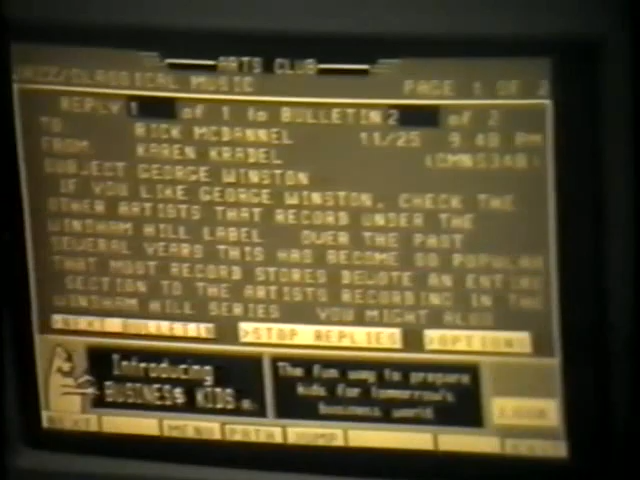 ARTS CLUB
JAZZ/CLASSICAL MUSIC PAGE 1 OF 2
REPLY 1 of 1 to BULLETIN 2 of 2
TO RICK MCDANNEL 11/25 9.40 PM
FROM KAREN KRADEL
SUBJECT GEORGE WINSTON
IF YOU LIKE GEORGE WINSTON, CHECK THE
OTHER ARTISTS THAT RECORD UNDER THE
WINDHAM HILL LABEL OVER THE PAST
SEVERAL YEARS THIS HAS BECOME SO POPULAR
THAT MOST RECORD STORES DEVOTE AN ENTIRE
SECTION TO THE ARTISTS RECORDING IN THE
WINDHAM HILL SERIES YOU MIGHT ALSO
>NEXT BULLETIN >STOP REPLIES >OPTIONS
Introducing
BUSINESS KIDS
The fun way to prepare
kids for tomorrow's
business world
LOOK
NEXT MENU PATH JUMP